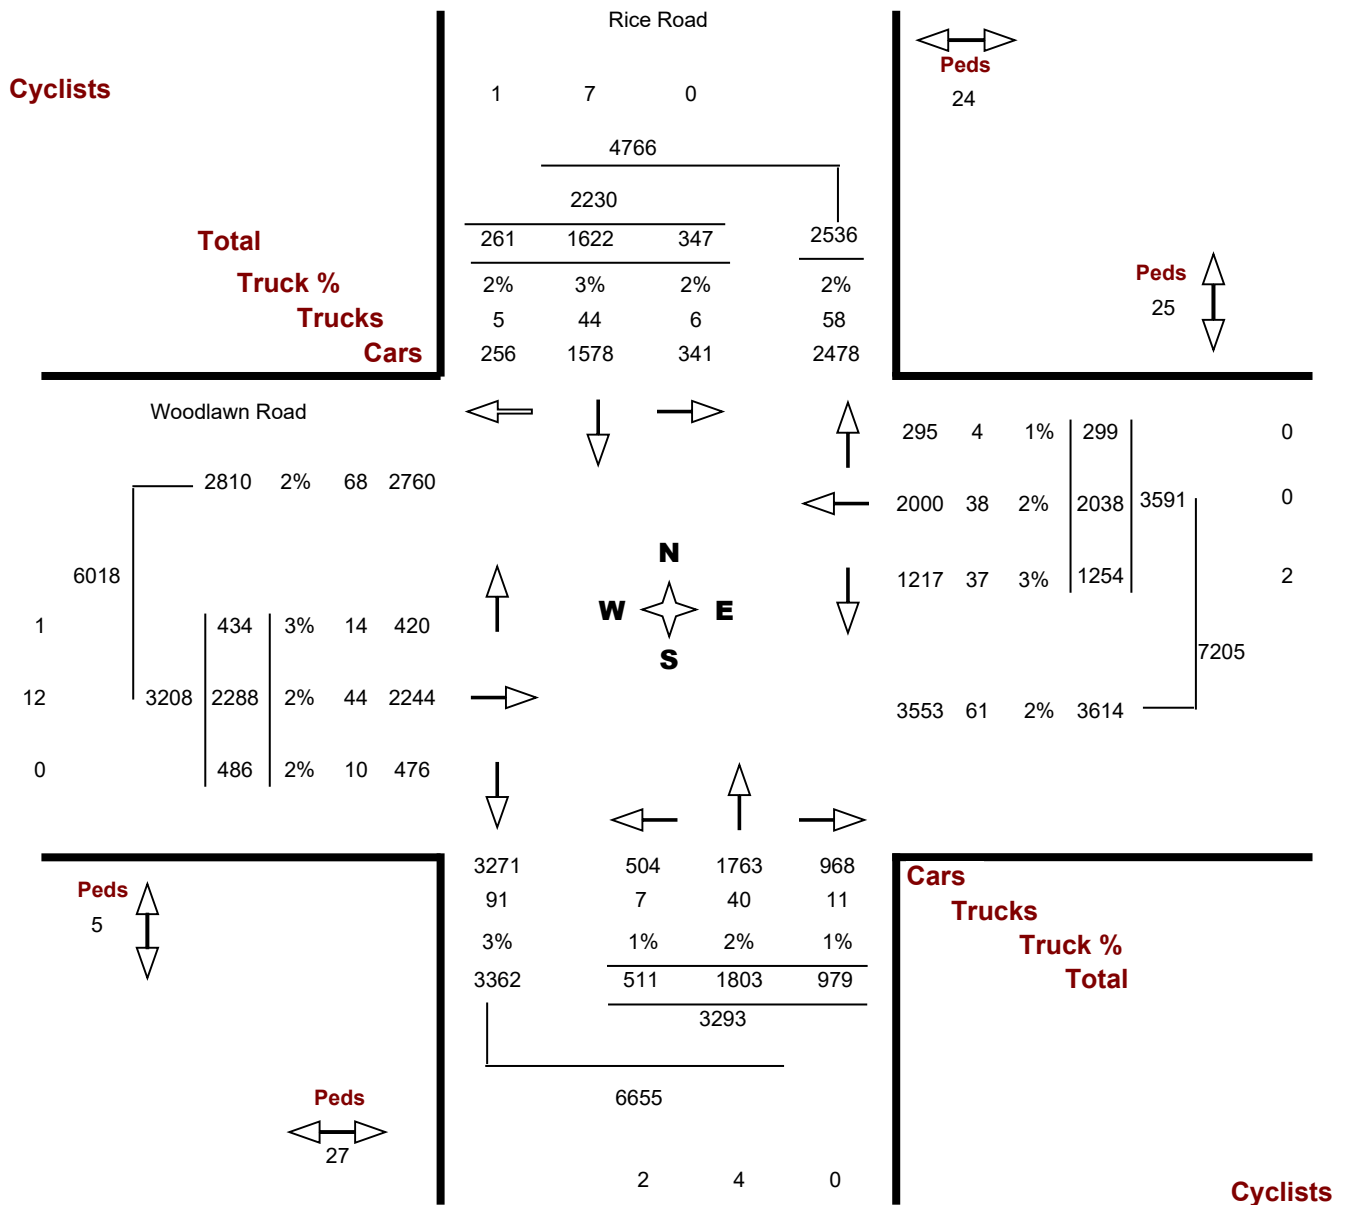 Rice Road
Peds
24
Cyclists
1 7 0
4766
2230
Total 261 1622 347 2536
Truck % 2% 3% 2% 2%
Trucks 5 44 6 58
Cars 256 1578 341 2478
Peds
25
Woodlawn Road
295 4 1% 299 0
2810 2% 68 2760
2000 38 2% 2038 3591 0
N
6018
1217 37 3% 1254 2
W E
S
1 434 3% 14 420
7205
12 3208 2288 2% 44 2244
3553 61 2% 3614
0 486 2% 10 476
3271 504 1763 968 Cars
Peds
5
91 7 40 11 Trucks
3% 1% 2% 1% Truck %
3362 511 1803 979 Total
3293
6655
Peds
27
2 4 0
Cyclists